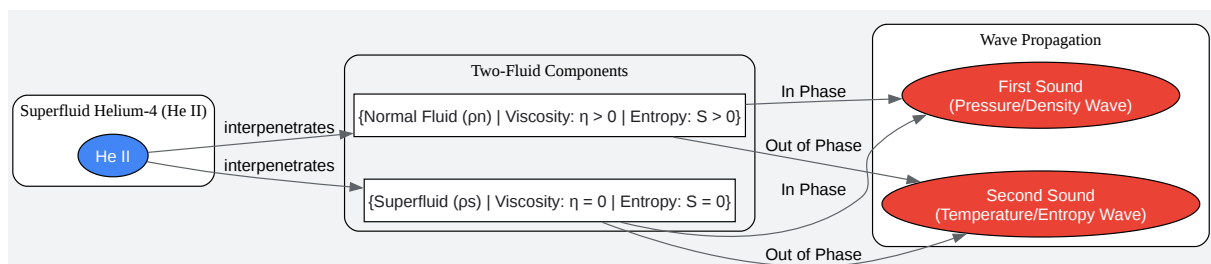 Superfluid Helium-4 (He II)
He II
interpenetrates
interpenetrates
Two-Fluid Components
{Normal Fluid (ρn) | Viscosity: η > 0 | Entropy: S > 0}
{Superfluid (ρs) | Viscosity: η = 0 | Entropy: S = 0}
In Phase
Out of Phase
In Phase
Out of Phase
Wave Propagation
First Sound
(Pressure/Density Wave)
Second Sound
(Temperature/Entropy Wave)